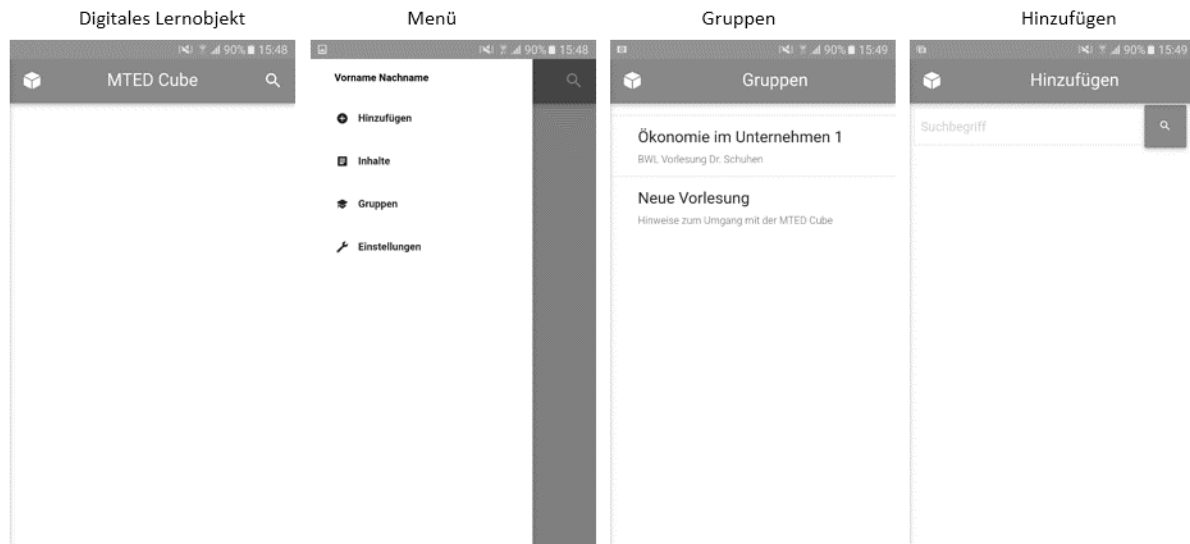 Digitales Lernobjekt
Menü
Gruppen
Hinzufügen
90% 15:48
MTED Cube
90% 15:48
Vorname Nachname
Hinzufügen
Inhalte
Gruppen
Einstellungen
90% 15:49
Gruppen
Ökonomie im Unternehmen 1
BWL Vorlesung Dr. Schuhen
Neue Vorlesung
Hinweise zum Umgang mit der MTED Cube
90% 15:49
Hinzufügen
Suchbegriff